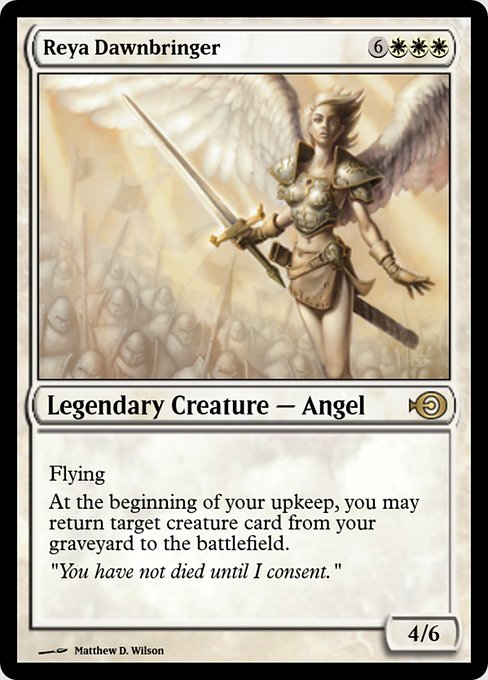 Reya Dawnbringer 6
Legendary Creature — Angel
Flying
At the beginning of your upkeep, you may
return target creature card from your
graveyard to the battlefield.
"You have not died until I consent."
4/6
Matthew D. Wilson